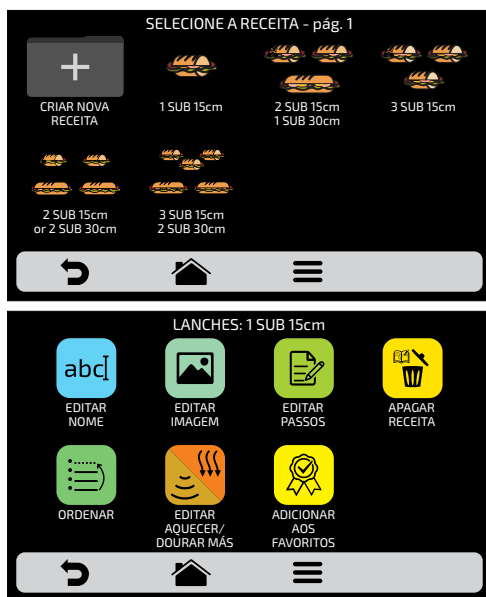 SELECIONE A RECEITA - pág. 1
CRIAR NOVA
RECEITA
1 SUB 15cm
2 SUB 15cm
1 SUB 30cm
3 SUB 15cm
2 SUB 15cm
or 2 SUB 30cm
3 SUB 15cm
2 SUB 30cm
LANCHES: 1 SUB 15cm
abc
EDITAR
NOME
EDITAR
IMAGEM
EDITAR
PASSOS
APAGAR
RECEITA
ORDENAR
EDITAR
AQUECER/
DOURAR MÁS
ADICIONAR
AOS
FAVORITOS